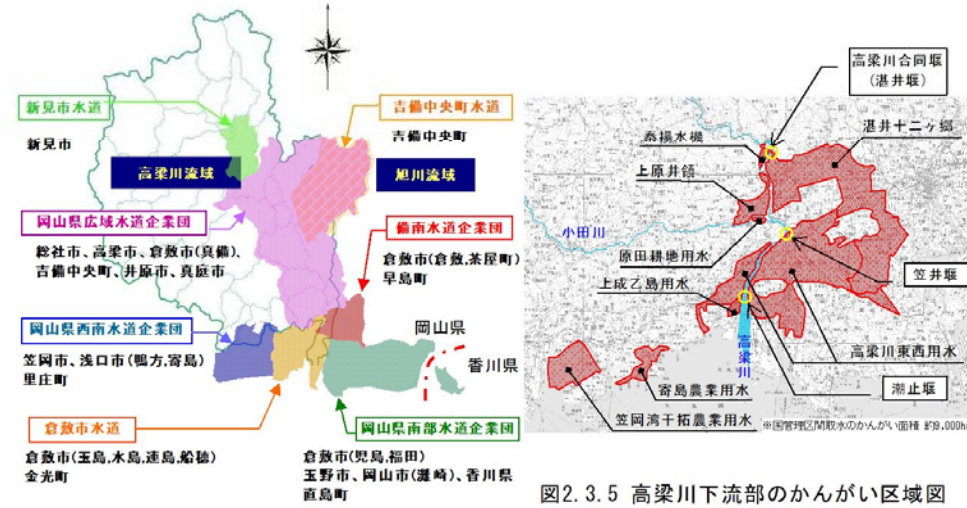 新見市水道
新見市
吉備中央町水道
吉備中央町
高梁川流域
旭川流域
岡山県広域水道企業団
総社市、高梁市、倉敷市(真備)、
吉備中央町、井原市、真庭市
備南水道企業団
倉敷市(倉敷,茶屋町)
早島町
岡山県西南水道企業団
笠岡市、浅口市(鴨方,寄島)
里庄町
岡山県
香川県
倉敷市水道
倉敷市(玉島,水島,連島,船穂)
金光町
岡山県南部水道企業団
倉敷市(児島,福田)
玉野市、岡山市(灘崎)、香川県
直島町
高梁川合同堰
(湛井堰)
秦揚水機
湛井十二ヶ郷
上原井領
小田川
原田耕地用水
笠井堰
上成乙島用水
高梁川
高梁川東西用水
寄島農業用水
潮止堰
笠岡湾干拓農業用水
※国管理区間取水のかんがい面積 約9,000ha
図2.3.5 高梁川下流部のかんがい区域図